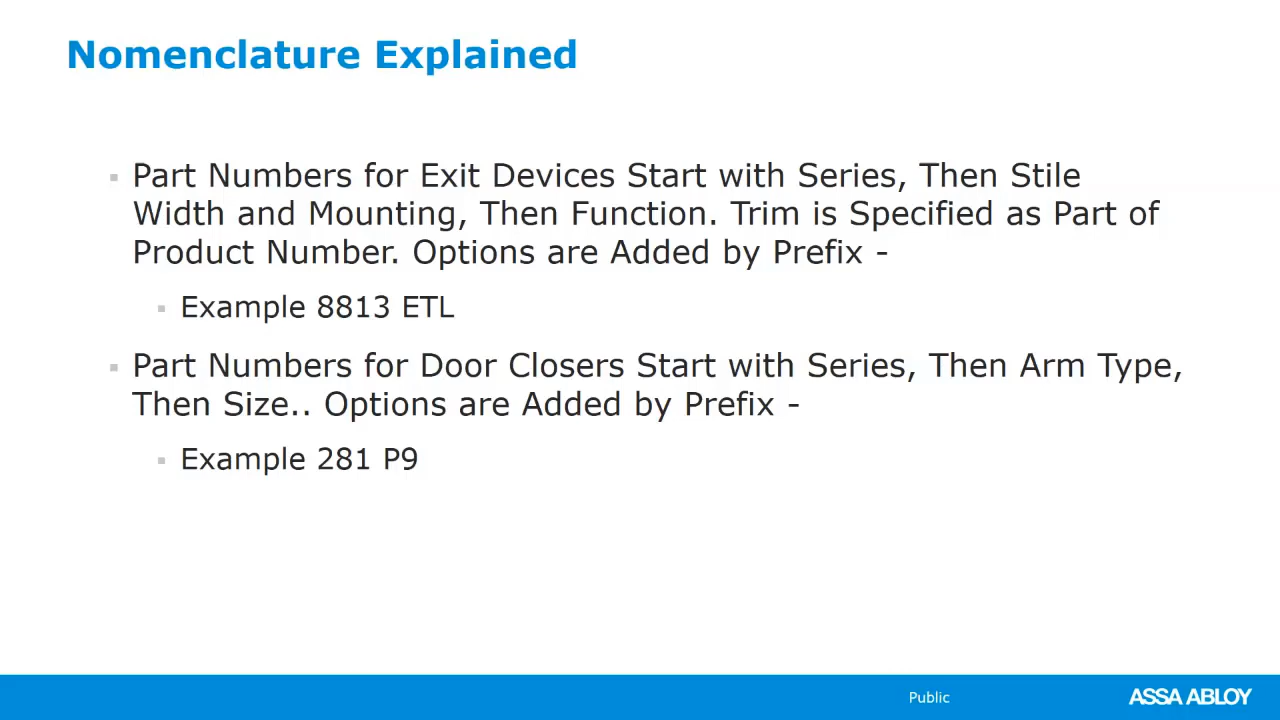 Nomenclature Explained
▪ Part Numbers for Exit Devices Start with Series, Then Stile
Width and Mounting, Then Function. Trim is Specified as Part of
Product Number. Options are Added by Prefix -
▪ Example 8813 ETL
▪ Part Numbers for Door Closers Start with Series, Then Arm Type,
Then Size.. Options are Added by Prefix -
▪ Example 281 P9
Public
ASSA ABLOY